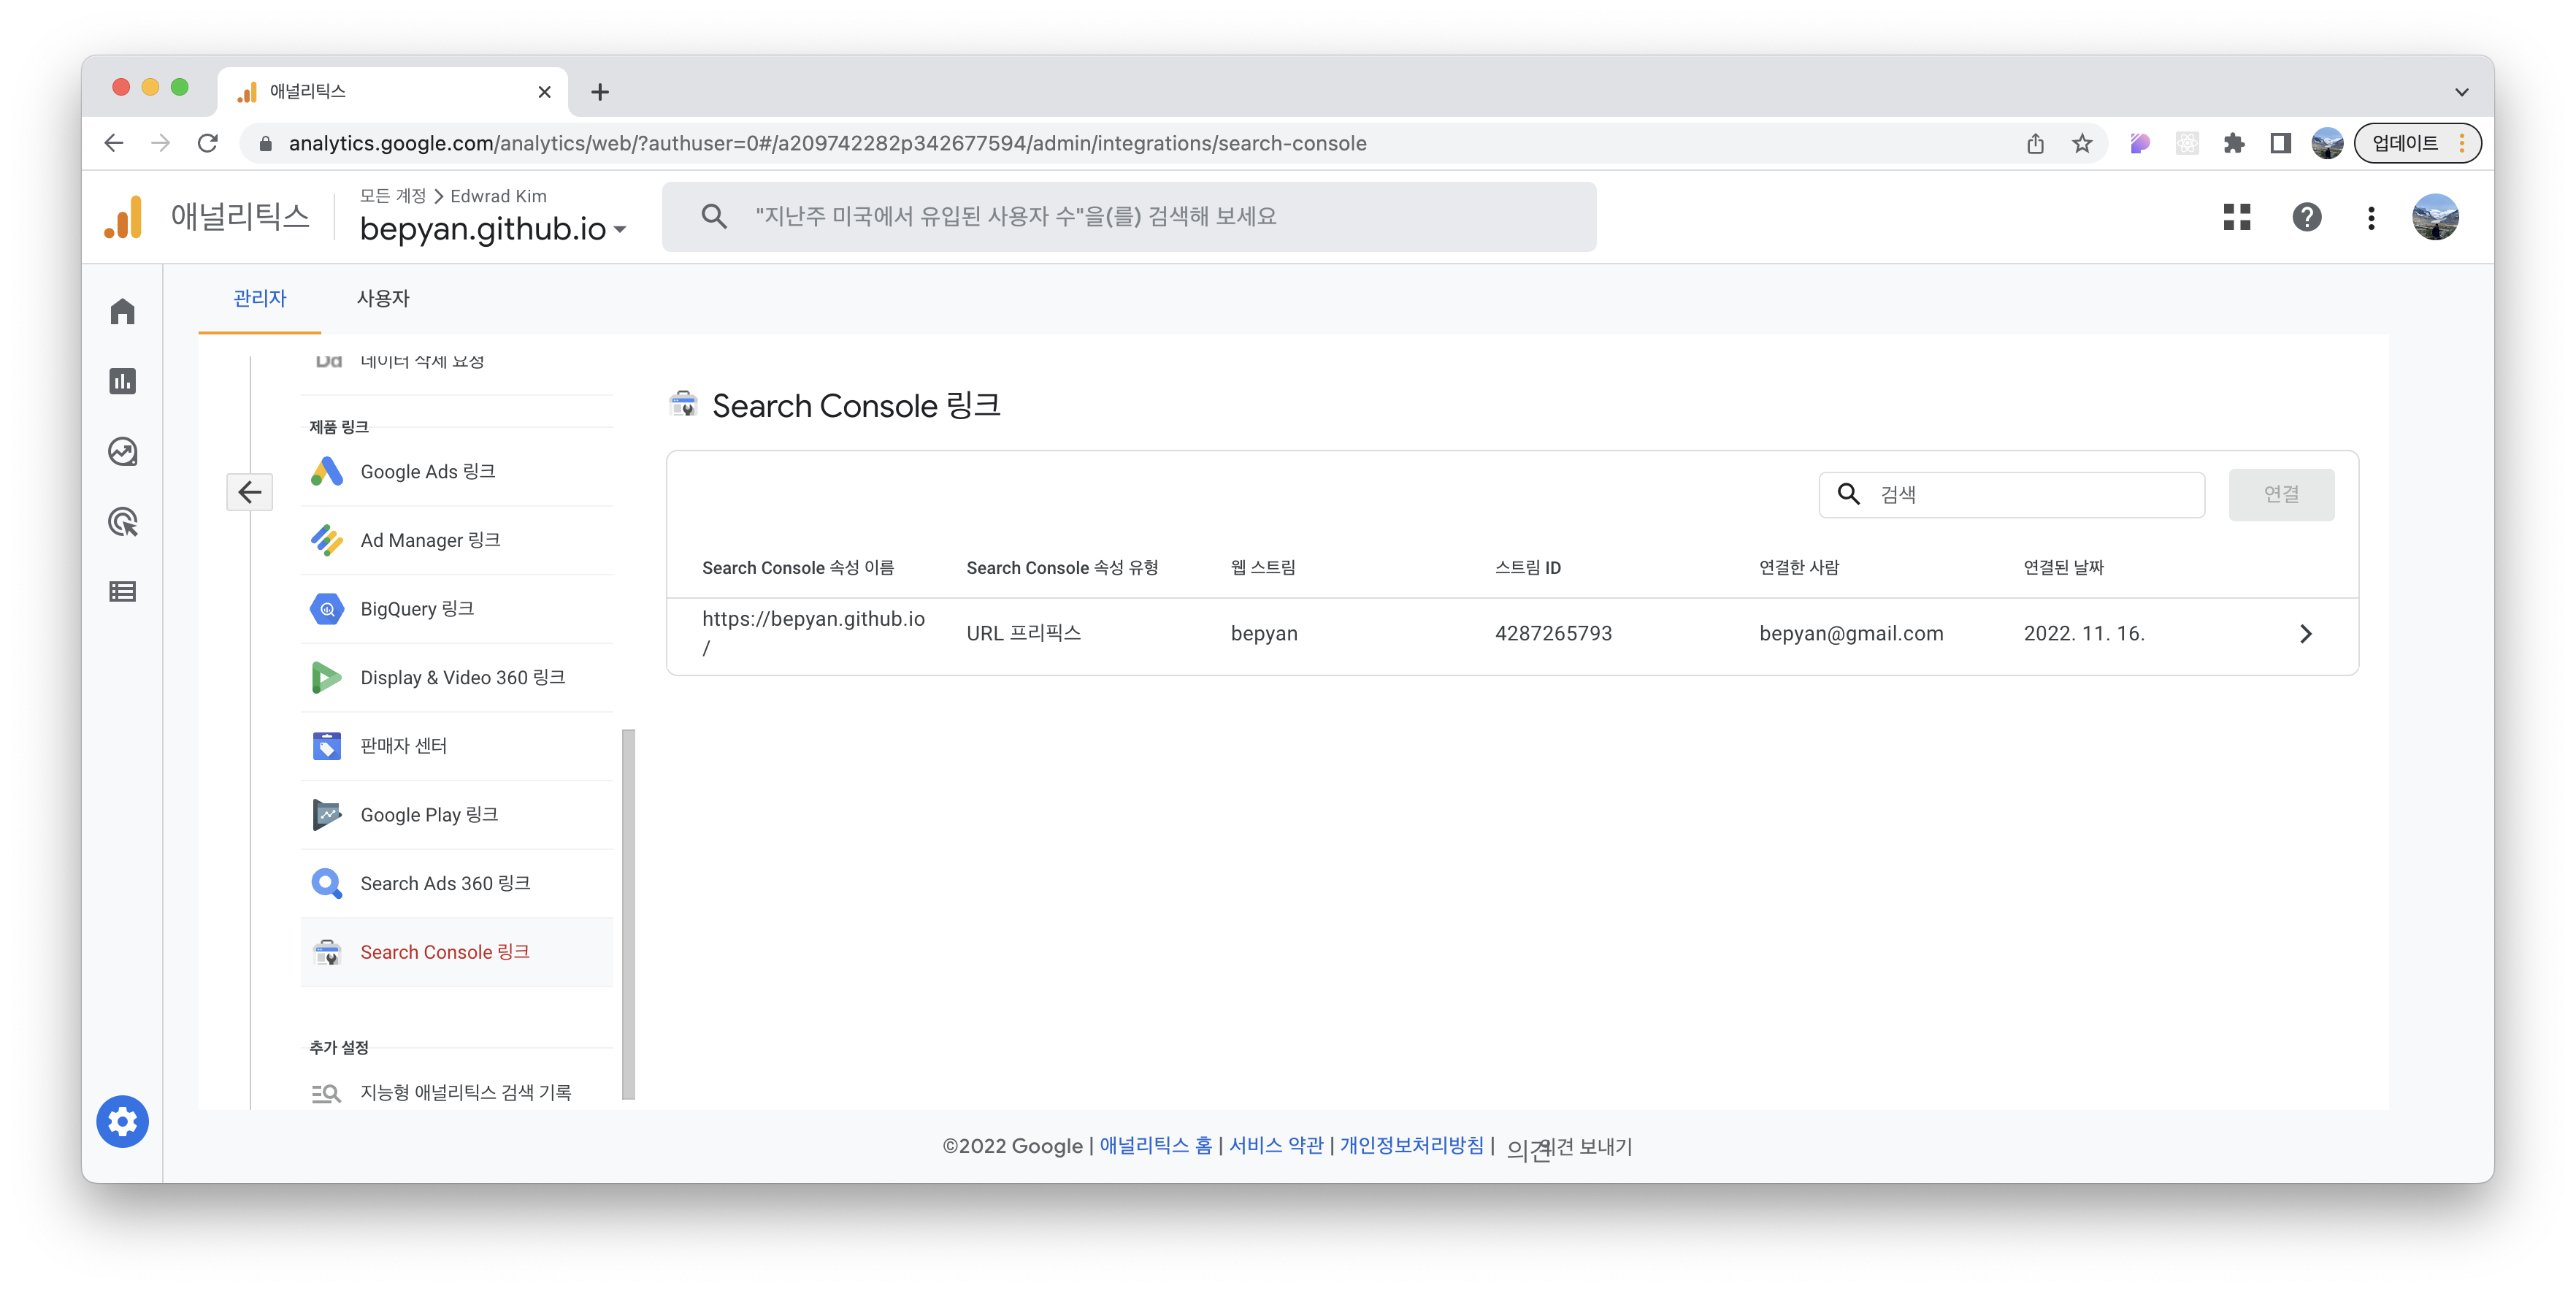 애널리틱스
analytics.google.com/analytics/web/?authuser=0#/a209742282p342677594/admin/integrations/search-console
업데이트
애널리틱스
모든 계정 > Edwrad Kim
bepyan.github.io
"지난주 미국에서 유입된 사용자 수"을(를) 검색해 보세요
관리자
사용자
Dd 데이터 삭제 요청
제품 링크
Google Ads 링크
Ad Manager 링크
BigQuery 링크
Display & Video 360 링크
판매자 센터
Google Play 링크
Search Ads 360 링크
Search Console 링크
추가 설정
지능형 애널리틱스 검색 기록
Search Console 링크
검색
연결
Search Console 속성 이름 Search Console 속성 유형 웹 스트림 스트림 ID 연결한 사람 연결된 날짜
https://bepyan.github.io
/
URL 프리픽스 bepyan 4287265793 bepyan@gmail.com 2022. 11. 16.
©2022 Google | 애널리틱스 홈 | 서비스 약관 | 개인정보처리방침 | 의견 의견 보내기